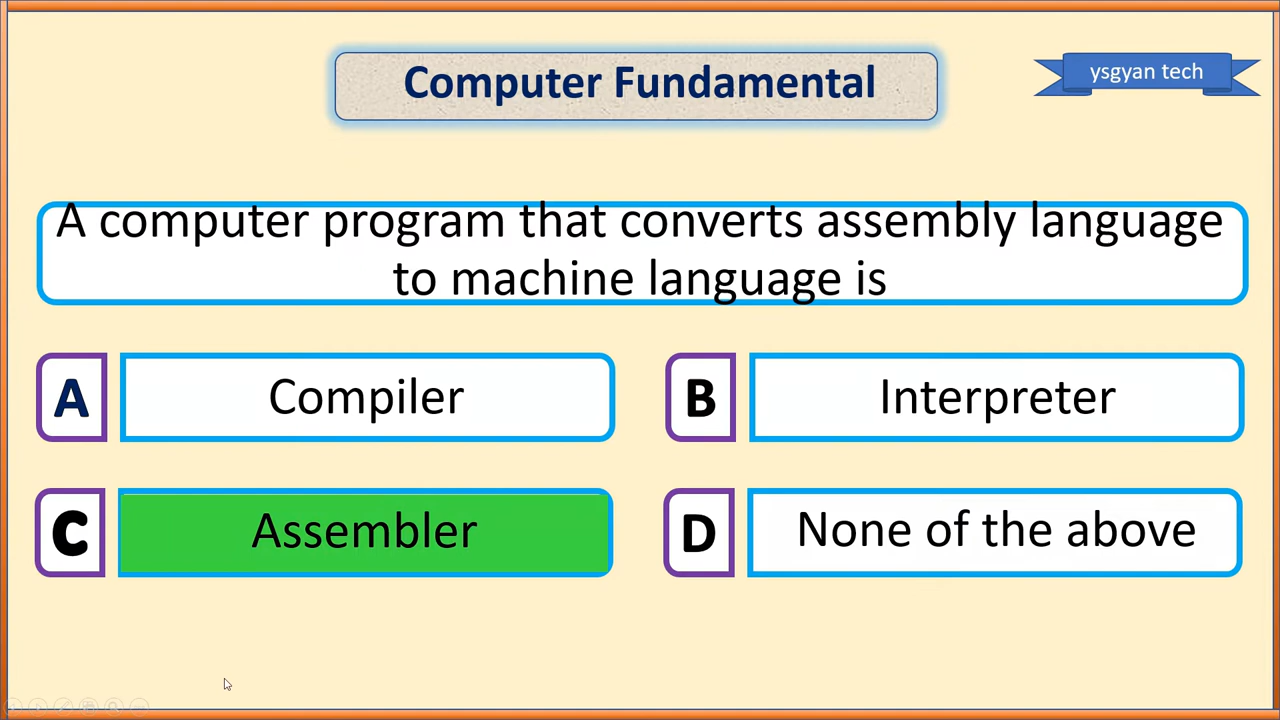 Computer Fundamental
ysgyan tech
A computer program that converts assembly language
to machine language is
A
Compiler
B
Interpreter
C
Assembler
D
None of the above